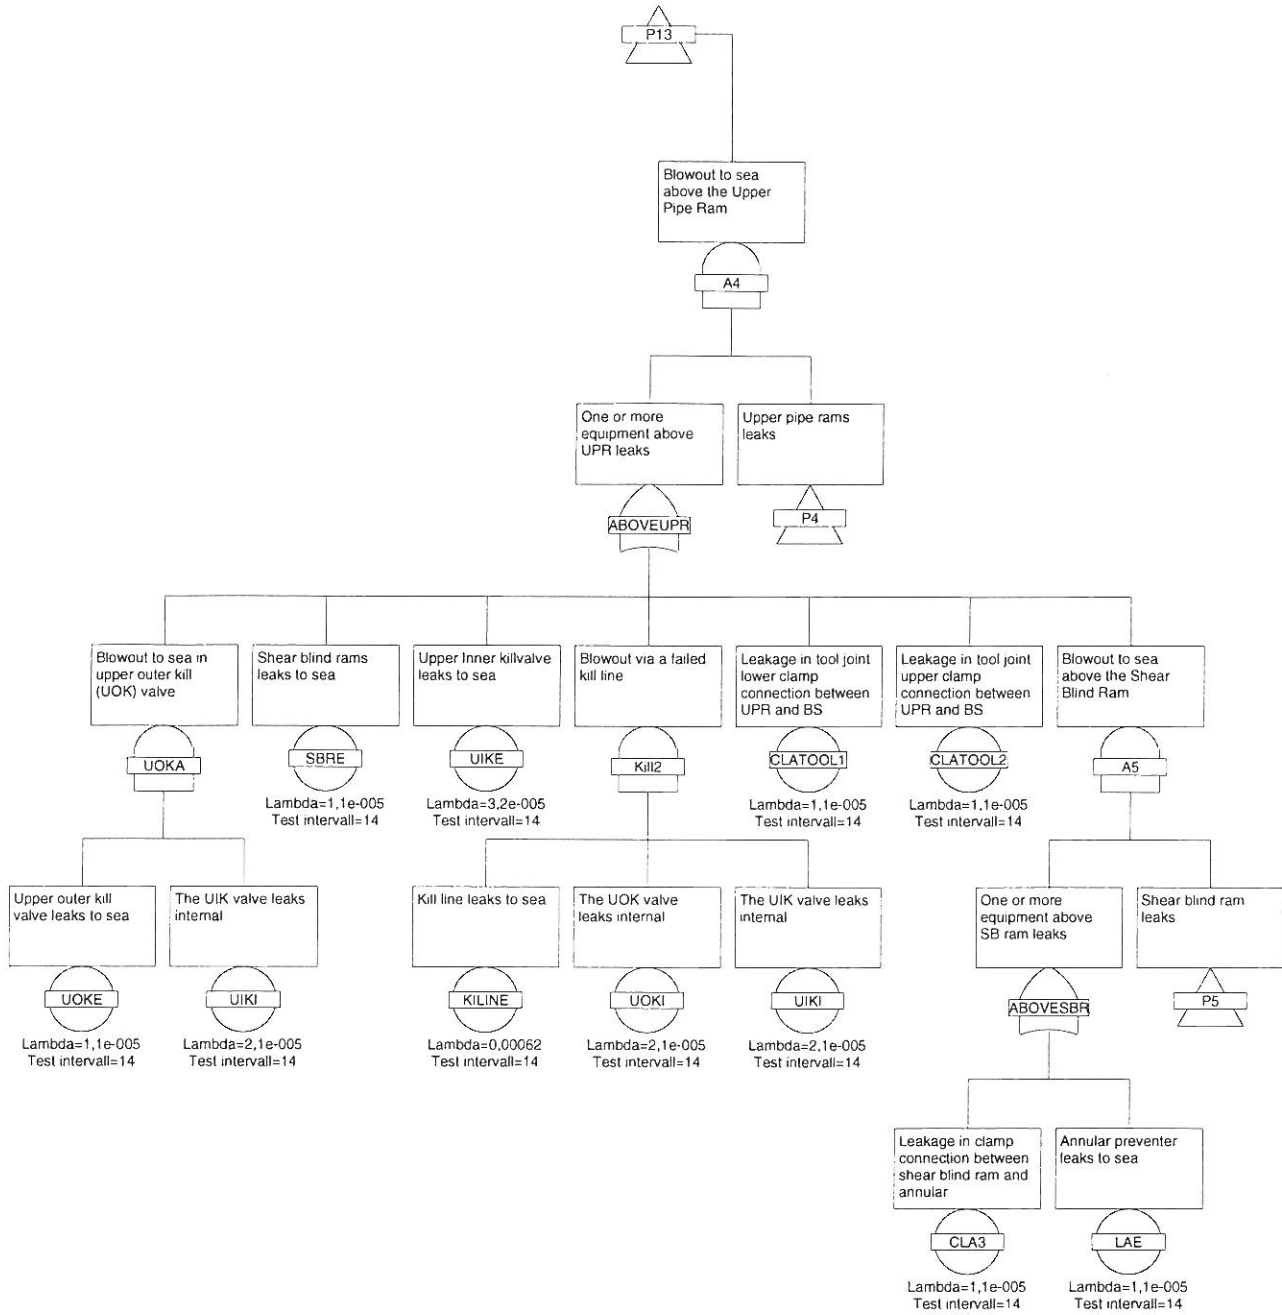 P13
Blowout to sea
above the Upper
Pipe Ram
A4
One or more
equipment above
UPR leaks
Upper pipe rams
leaks
ABOVEUPR
P4
Blowout to sea in
upper outer kill
(UOK) valve
Shear blind rams
leaks to sea
Upper Inner killvalve
leaks to sea
Blowout via a failed
kill line
Leakage in tool joint
lower clamp
connection between
UPR and BS
Leakage in tool joint
upper clamp
connection between
UPR and BS
Blowout to sea
above the Shear
Blind Ram
UOKA
SBRE
Lambda=1,1e-005
Test intervall=14
UIKE
Lambda=3,2e-005
Test intervall=14
Kill2
CLATOOL1
Lambda=1,1e-005
Test intervall=14
CLATOOL2
Lambda=1,1e-005
Test intervall=14
A5
Upper outer kill
valve leaks to sea
The UIK valve leaks
internal
Kill line leaks to sea
The UOK valve
leaks internal
The UIK valve leaks
internal
One or more
equipment above
SB ram leaks
Shear blind ram
leaks
UOKE
Lambda=1,1e-005
Test intervall=14
UIKI
Lambda=2,1e-005
Test intervall=14
KILINE
Lambda=0,00062
Test intervall=14
UOKI
Lambda=2,1e-005
Test intervall=14
UIKI
Lambda=2,1e-005
Test intervall=14
ABOVESBR
P5
Leakage in clamp
connection between
shear blind ram and
annular
Annular preventer
leaks to sea
CLA3
Lambda=1,1e-005
Test intervall=14
LAE
Lambda=1,1e-005
Test intervall=14